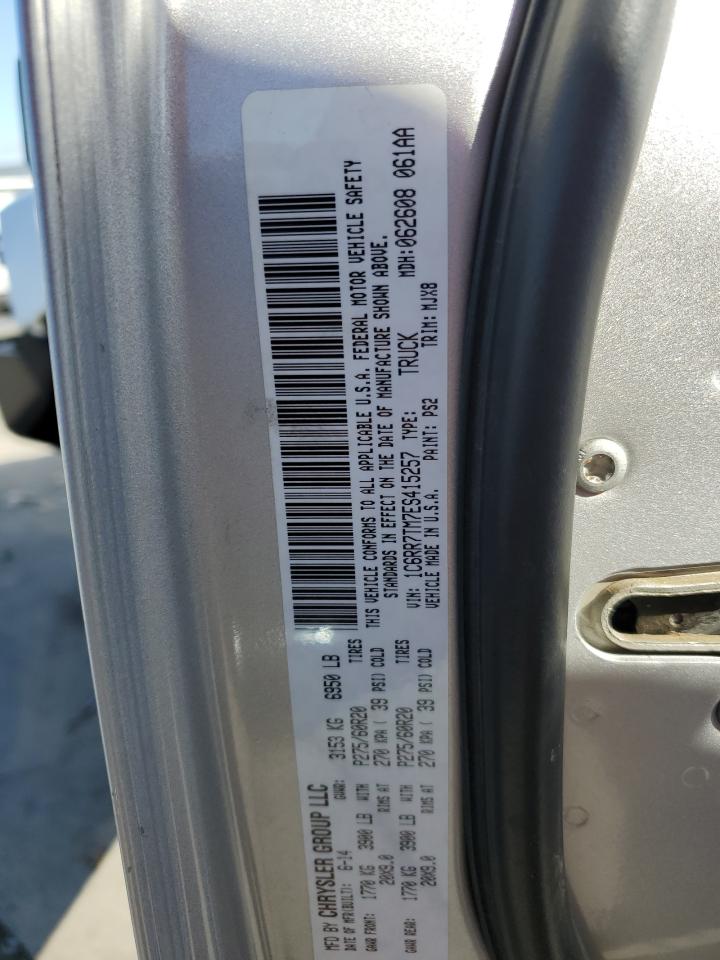 MFD BY CHRYSLER GROUP LLC
DATE OF MFR(BUILT): 6-14 GVWR: 3153 KG 6950 LB
GAWR FRONT: 1770 KG 3900 LB WITH P275/60R20 TIRES
20X9.0 RIMS AT 270 KPA ( 39 PSI) COLD
GAWR REAR: 1770 KG 3900 LB WITH P275/60R20 TIRES
20X9.0 RIMS AT 270 KPA ( 39 PSI) COLD
THIS VEHICLE CONFORMS TO ALL APPLICABLE U.S.A. FEDERAL MOTOR VEHICLE SAFETY
STANDARDS IN EFFECT ON THE DATE OF MANUFACTURE SHOWN ABOVE.
VIN: 1C6RR7TM7ES415257 TYPE: TRUCK MDH:062608 061AA
VEHICLE MADE IN U.S.A. PAINT: PS2 TRIM: MJX8